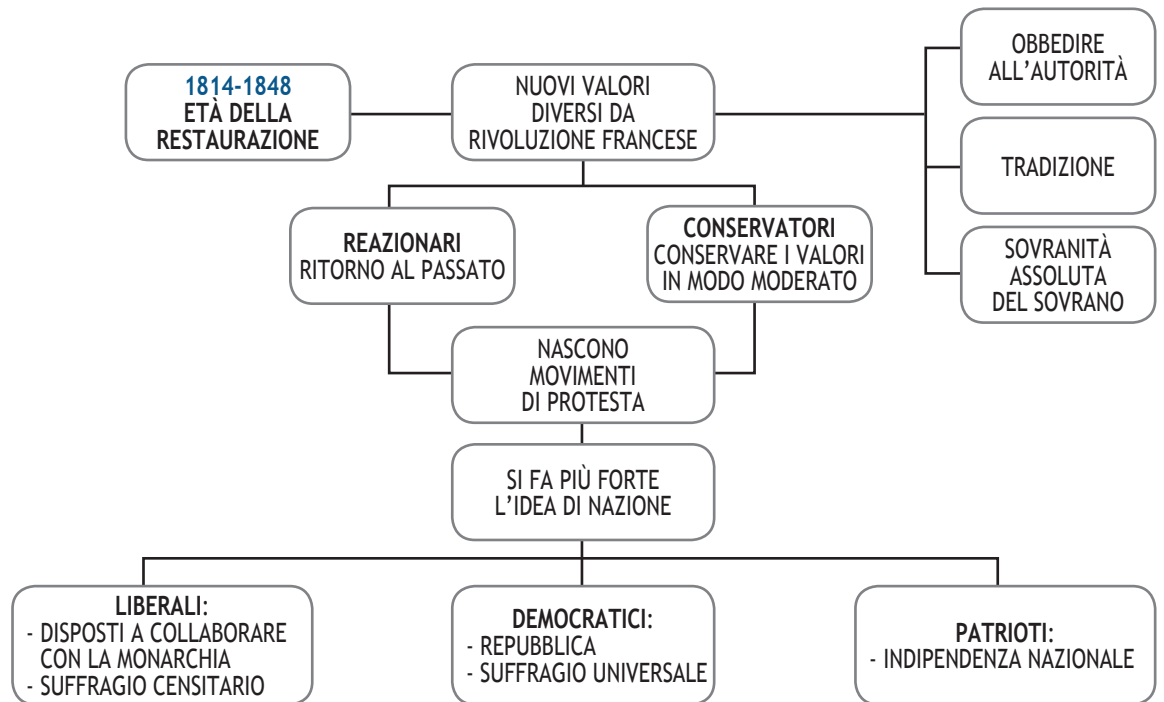 1814-1848
ETÀ DELLA
RESTAURAZIONE
NUOVI VALORI
DIVERSI DA
RIVOLUZIONE FRANCESE
OBBEDIRE
ALL'AUTORITÀ
TRADIZIONE
SOVRANITÀ
ASSOLUTA
DEL SOVRANO
REAZIONARI
RITORNO AL PASSATO
CONSERVATORI
CONSERVARE I VALORI
IN MODO MODERATO
NASCONO
MOVIMENTI
DI PROTESTA
SI FA PIÙ FORTE
L'IDEA DI NAZIONE
LIBERALI:
- DISPOSTI A COLLABORARE
CON LA MONARCHIA
- SUFFRAGIO CENSITARIO
DEMOCRATICI:
- REPUBBLICA
- SUFFRAGIO UNIVERSALE
PATRIOTI:
- INDIPENDENZA NAZIONALE